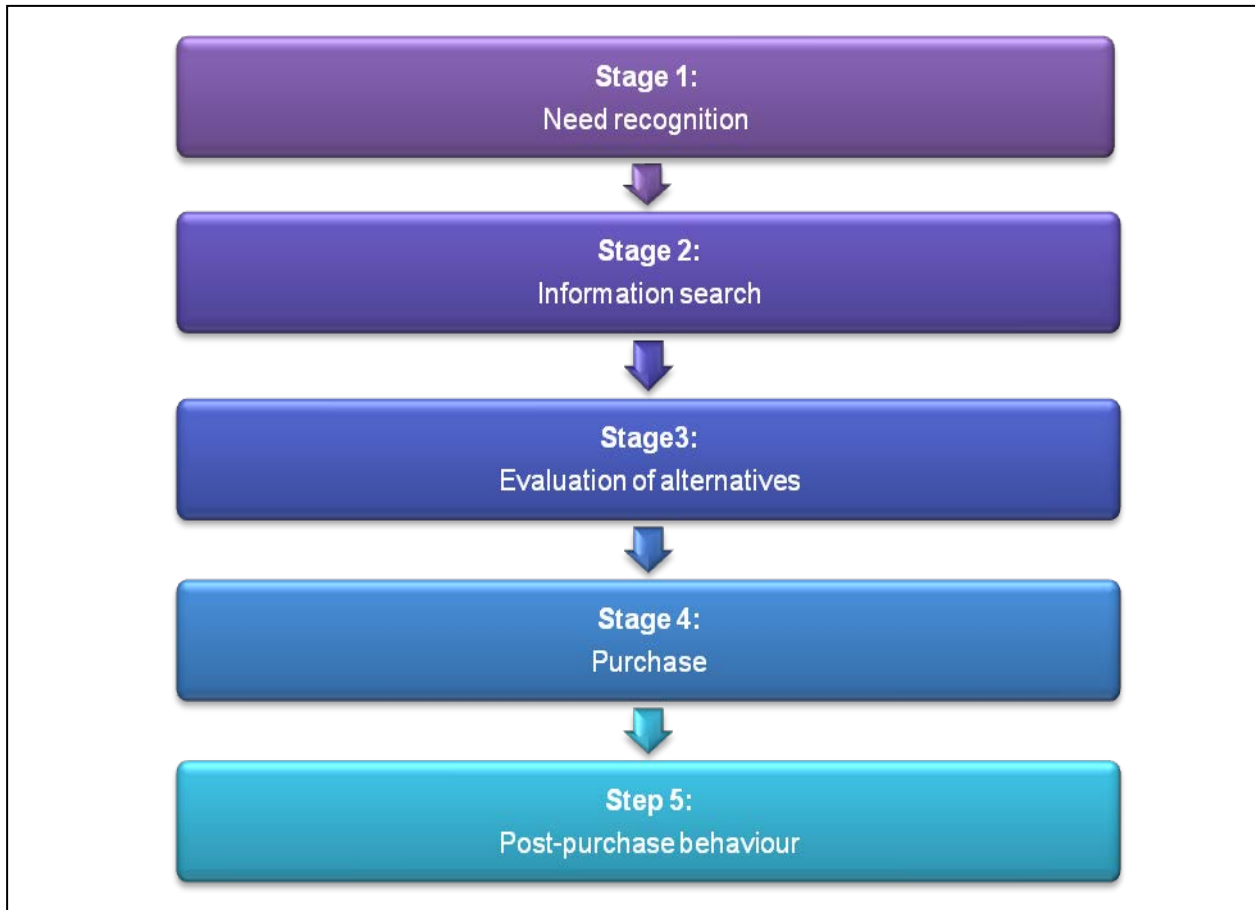 Stage 1:
Need recognition
Stage 2:
Information search
Stage3:
Evaluation of alternatives
Stage 4:
Purchase
Step 5:
Post-purchase behaviour